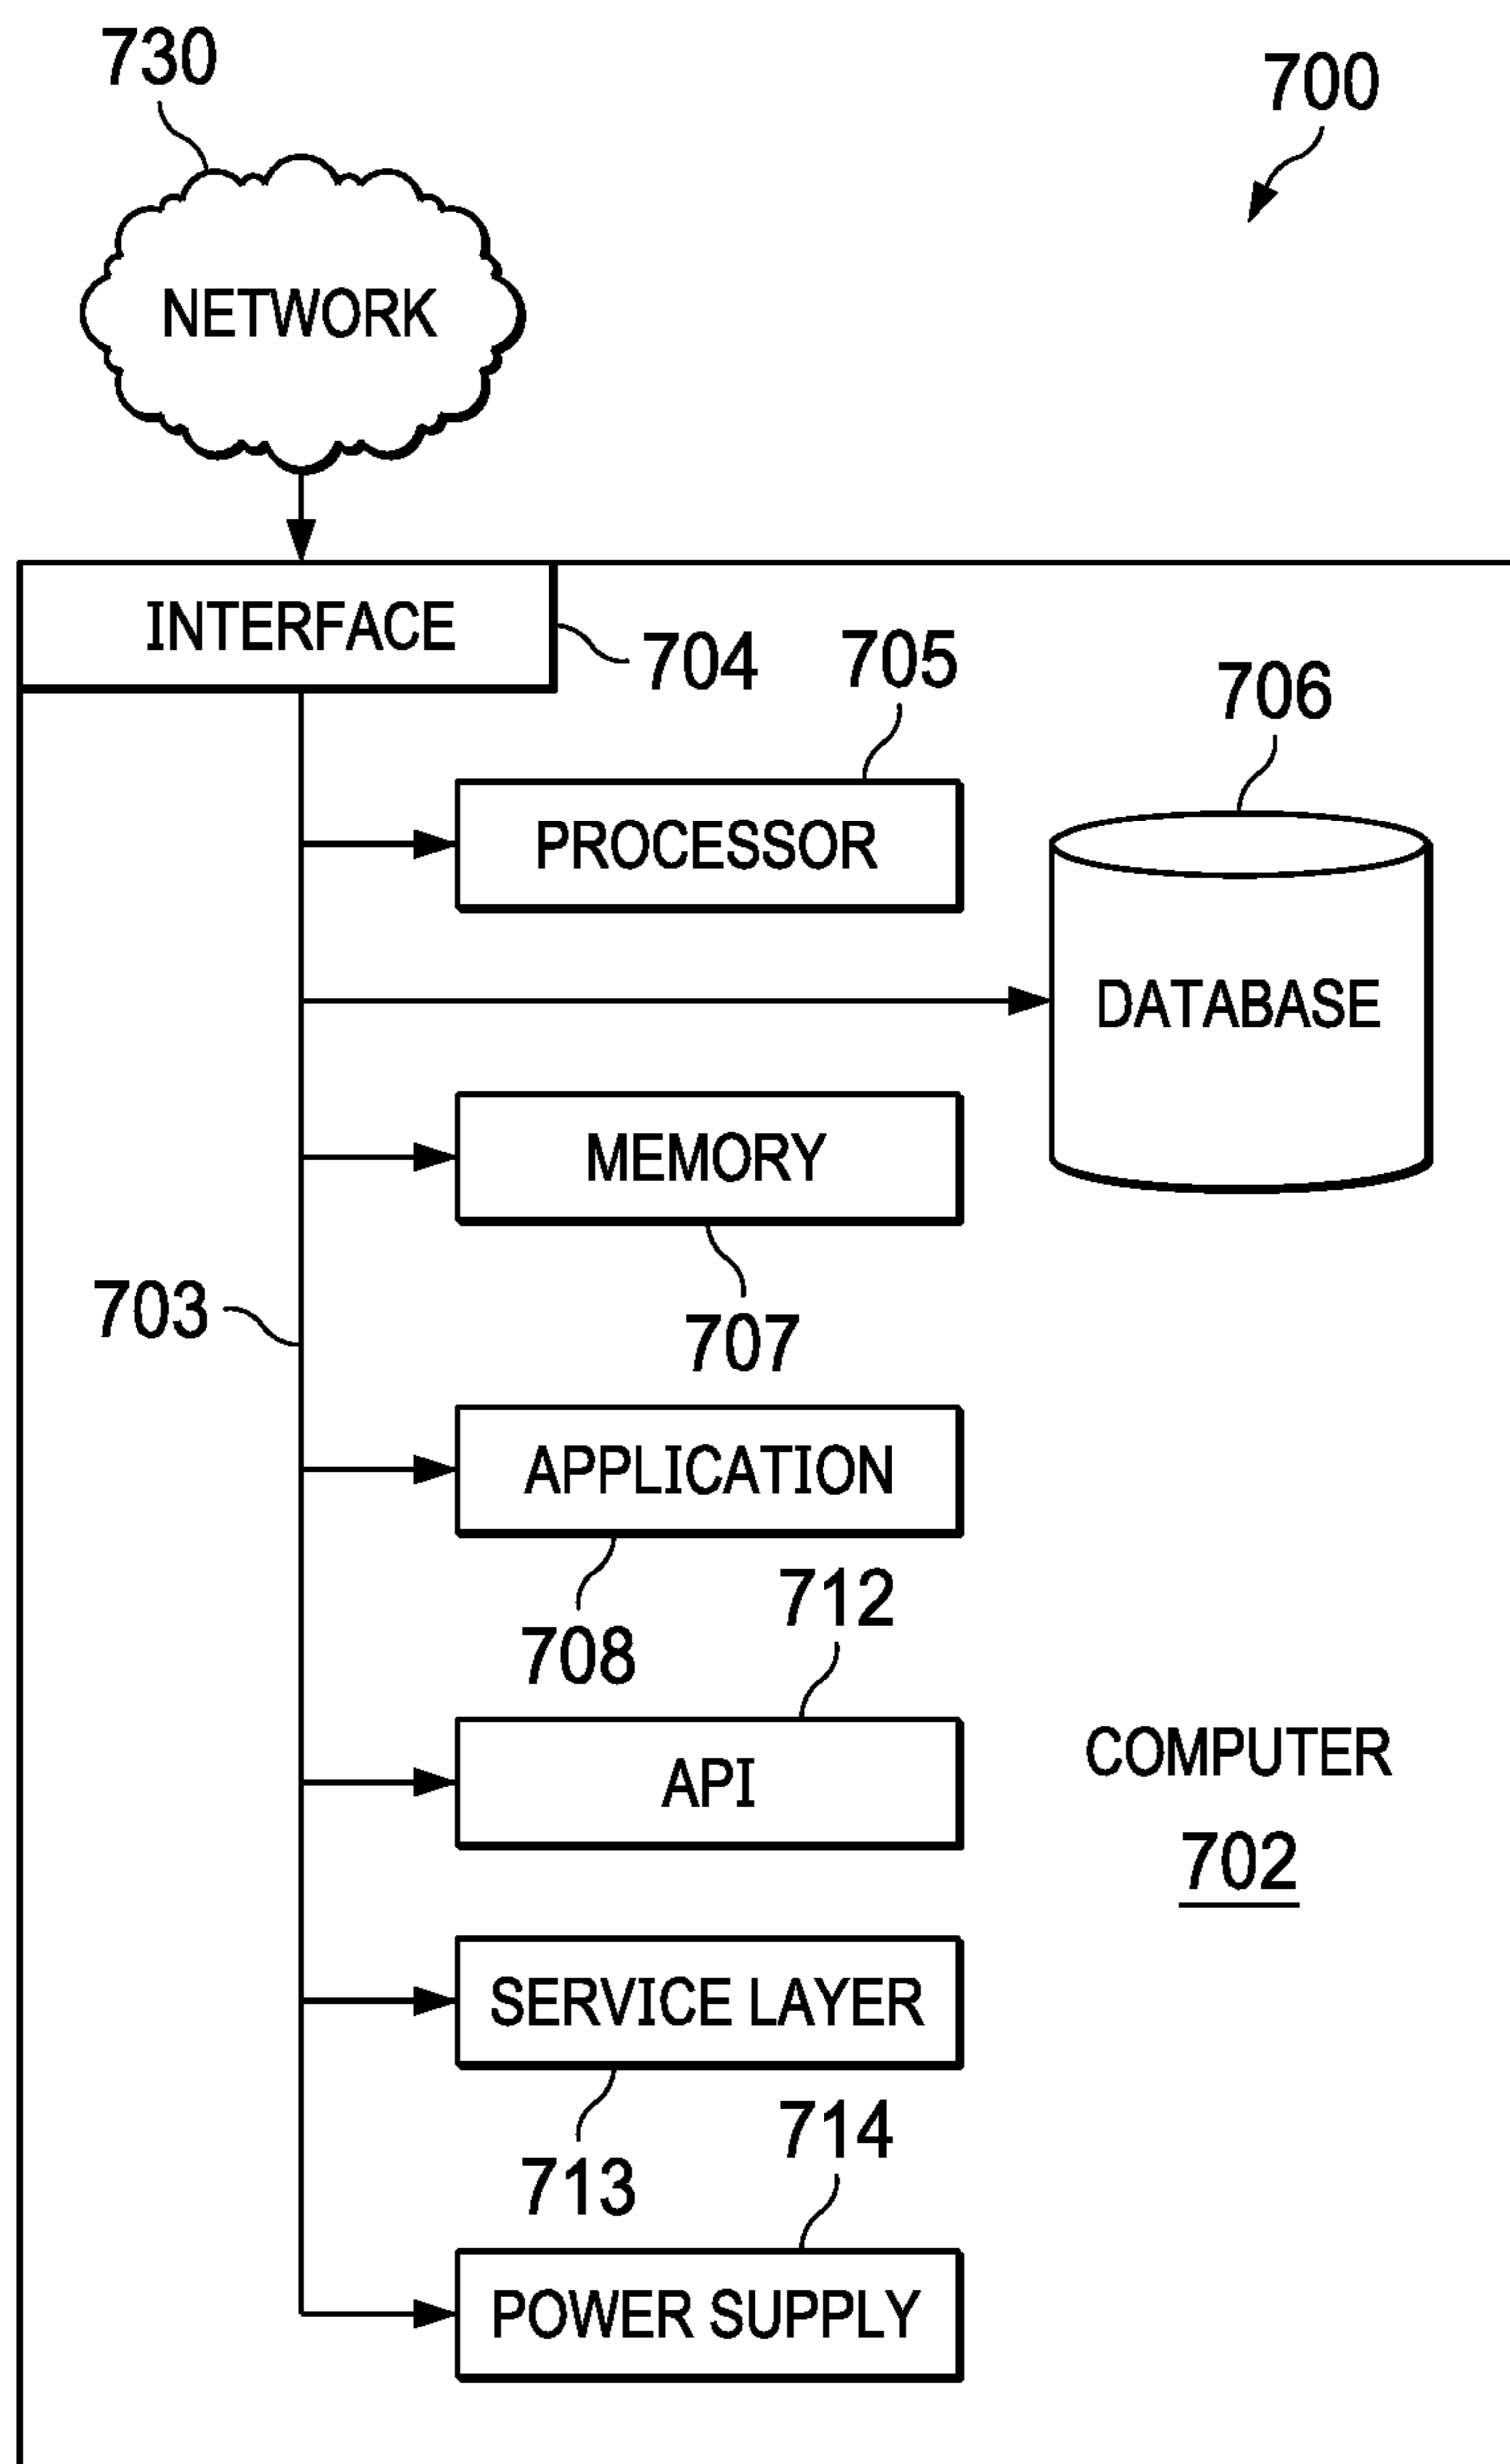 730
700
NETWORK
INTERFACE
704
705
706
PROCESSOR
DATABASE
MEMORY
703
707
APPLICATION
712
708
API
COMPUTER
702
SERVICE LAYER
714
713
POWER SUPPLY